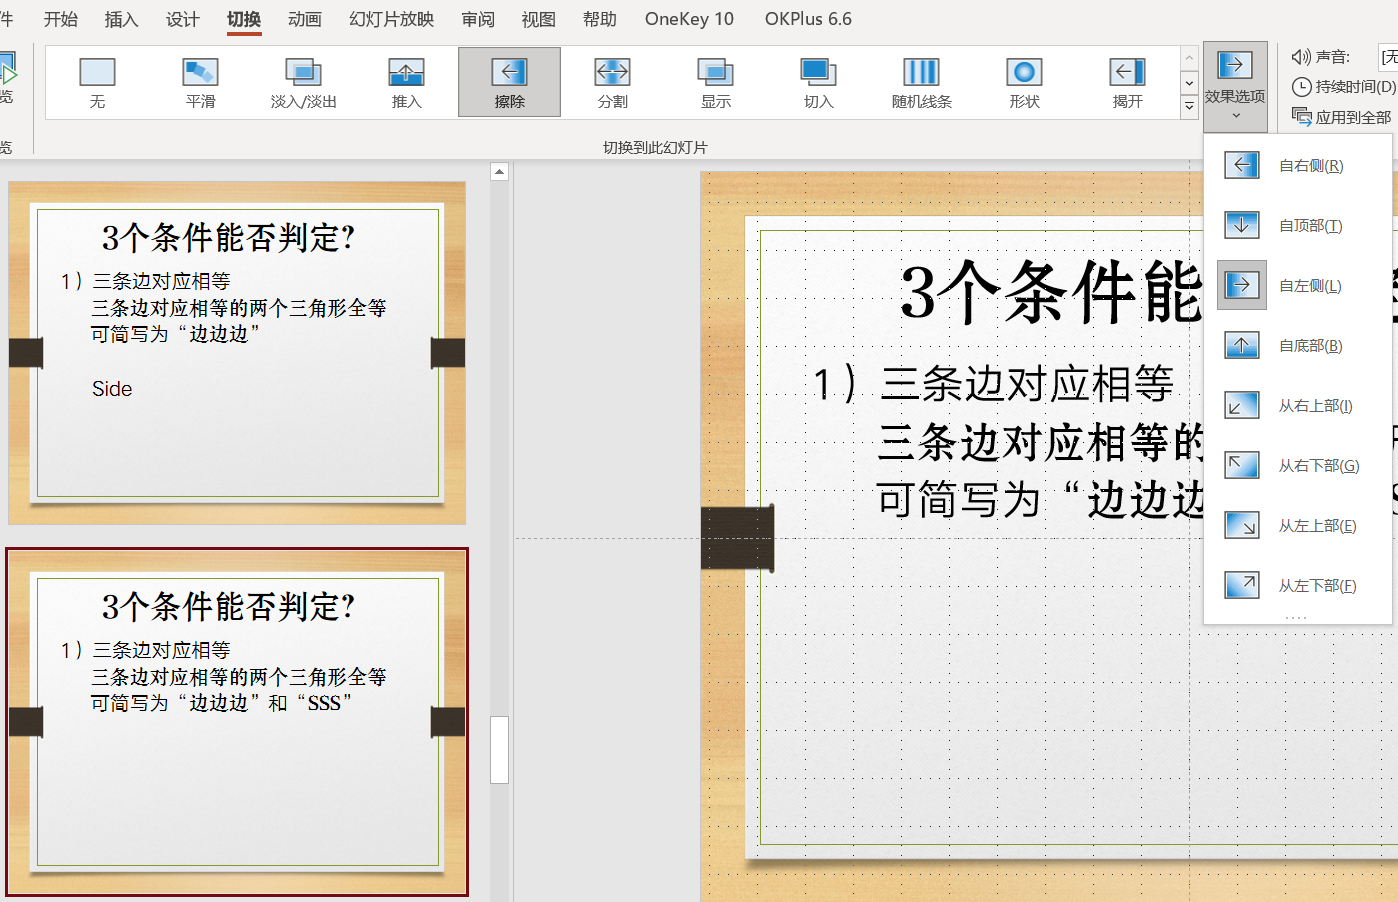 件 开始 插入 设计 切换 动画 幻灯片放映 审阅 视图 帮助 OneKey 10 OKPlus 6.6
览 无 平滑 淡入/淡出 推入 擦除 分割 显示 切入 随机线条 形状 揭开 效果选项
声音: [无
持续时间(D)
应用到全部
览 切换到此幻灯片
3个条件能否判定?
1）三条边对应相等
三条边对应相等的两个三角形全等
可简写为“边边边”
Side
3个条件能否判定?
1）三条边对应相等
三条边对应相等的两个三角形全等
可简写为“边边边”和“SSS”
3个条件能
1）三条边对应相等
三条边对应相等的
可简写为“边边边
自右侧(R)
自顶部(T)
自左侧(L)
自底部(B)
从右上部(I)
从右下部(G)
从左上部(E)
从左下部(F)